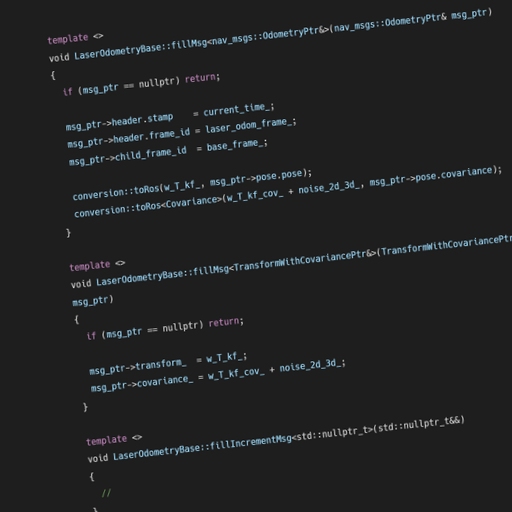 template <>
void LaserOdometryBase::fillMsg<nav_msgs::OdometryPtr&>(nav_msgs::OdometryPtr& msg_ptr)
{
if (msg_ptr == nullptr) return;
msg_ptr->header.stamp = current_time_;
msg_ptr->header.frame_id = laser_odom_frame_;
msg_ptr->child_frame_id = base_frame_;
conversion::toRos(w_T_kf_, msg_ptr->pose.pose);
conversion::toRos<Covariance>(w_T_kf_cov_ + noise_2d_3d_, msg_ptr->pose.covariance);
}
template <>
void LaserOdometryBase::fillMsg<TransformWithCovariancePtr&>(TransformWithCovariancePtr
msg_ptr)
{
if (msg_ptr == nullptr) return;
msg_ptr->transform_ = w_T_kf_;
msg_ptr->covariance_ = w_T_kf_cov_ + noise_2d_3d_;
}
template <>
void LaserOdometryBase::fillIncrementMsg<std::nullptr_t>(std::nullptr_t&&)
{
//
}